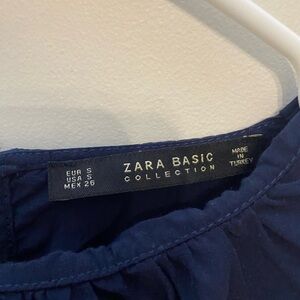 EUR S
USA S
MEX 26
ZARA BASIC
COLLECTION
MADE
IN
TURKEY